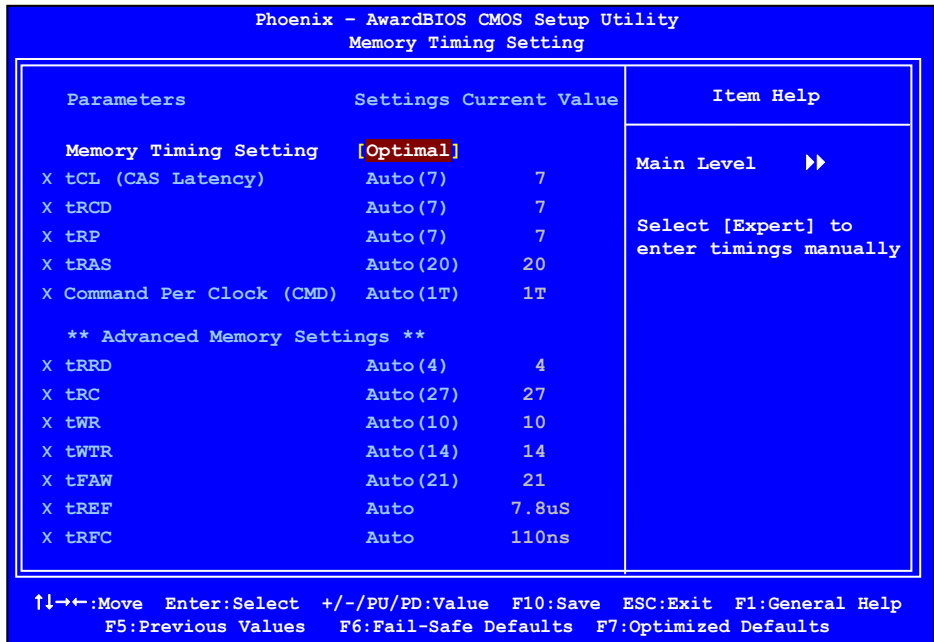 Phoenix – AwardBIOS CMOS Setup Utility
Memory Timing Setting
Parameters Settings Current Value Item Help
Memory Timing Setting [Optimal]
Main Level ▶▶
X tCL (CAS Latency) Auto(7) 7
X tRCD Auto(7) 7
Select [Expert] to
X tRP Auto(7) 7
enter timings manually
X tRAS Auto(20) 20
X Command Per Clock (CMD) Auto(1T) 1T
** Advanced Memory Settings **
X tRRD Auto(4) 4
X tRC Auto(27) 27
X tWR Auto(10) 10
X tWTR Auto(14) 14
X tFAW Auto(21) 21
X tREF Auto 7.8uS
X tRFC Auto 110ns
↑↓→←:Move Enter:Select +/-/PU/PD:Value F10:Save ESC:Exit F1:General Help
F5:Previous Values F6:Fail-Safe Defaults F7:Optimized Defaults